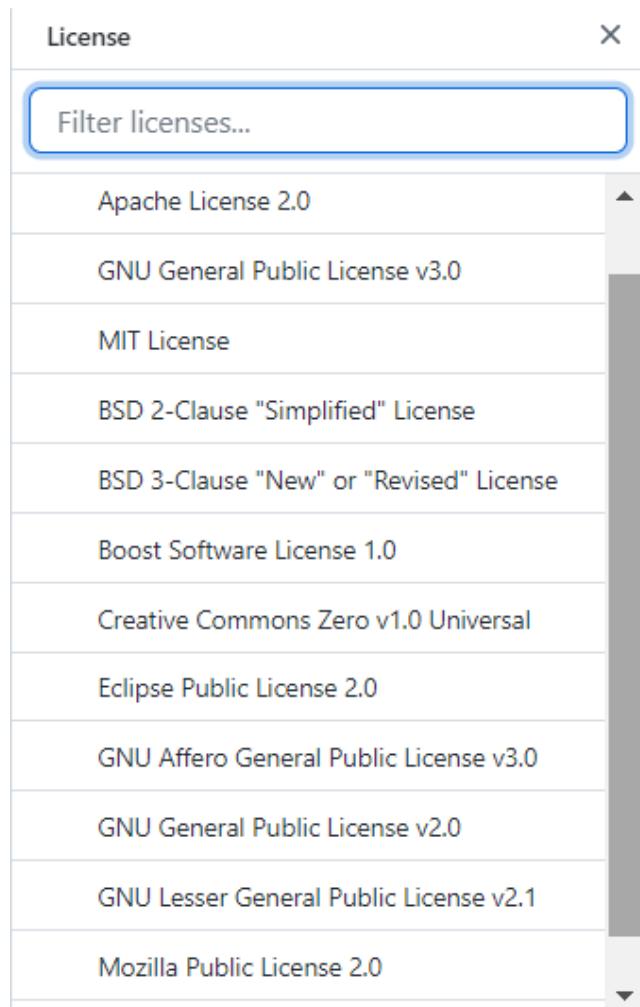 License
Filter licenses...
Apache License 2.0
GNU General Public License v3.0
MIT License
BSD 2-Clause "Simplified" License
BSD 3-Clause "New" or "Revised" License
Boost Software License 1.0
Creative Commons Zero v1.0 Universal
Eclipse Public License 2.0
GNU Affero General Public License v3.0
GNU General Public License v2.0
GNU Lesser General Public License v2.1
Mozilla Public License 2.0